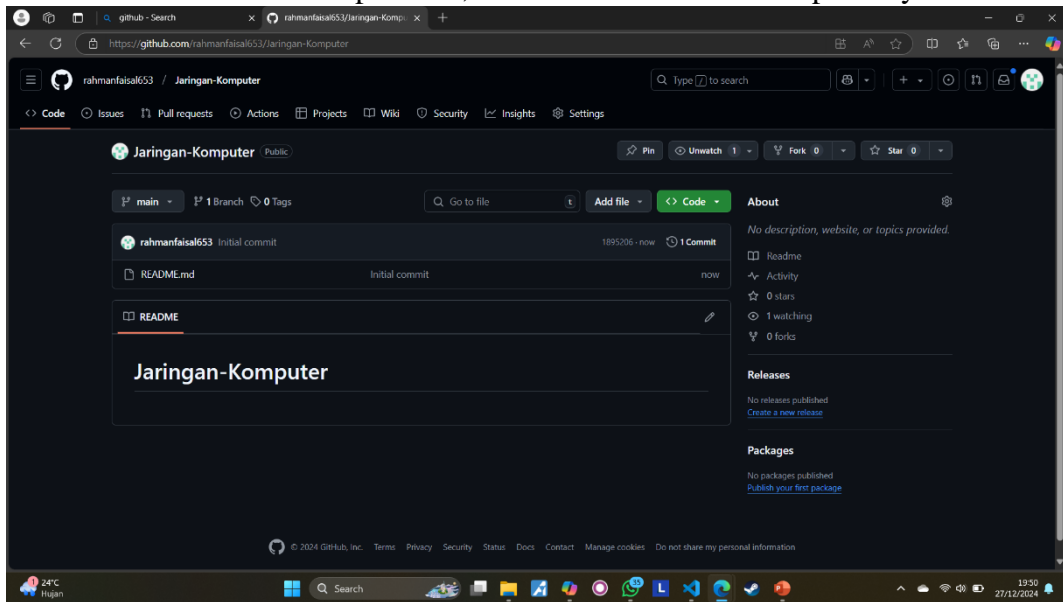 github - Search
rahmanfaisal653/Jaringan-Kompu
https://github.com/rahmanfaisal653/Jaringan-Komputer
rahmanfaisal653 / Jaringan-Komputer
Type / to search
Code Issues Pull requests Actions Projects Wiki Security Insights Settings
Jaringan-Komputer Public
Pin Unwatch 1 Fork 0 Star 0
main 1 Branch 0 Tags Go to file t Add file Code
About
No description, website, or topics provided.
rahmanfaisal653 Initial commit 1895206 · now 1 Commit
README.md Initial commit now
Readme
Activity
0 stars
1 watching
0 forks
README
Jaringan-Komputer
Releases
No releases published
Create a new release
Packages
No packages published
Publish your first package
© 2024 GitHub, Inc. Terms Privacy Security Status Docs Contact Manage cookies Do not share my personal information
1
24°C
Hujan
Search
35
19:50
27/12/2024